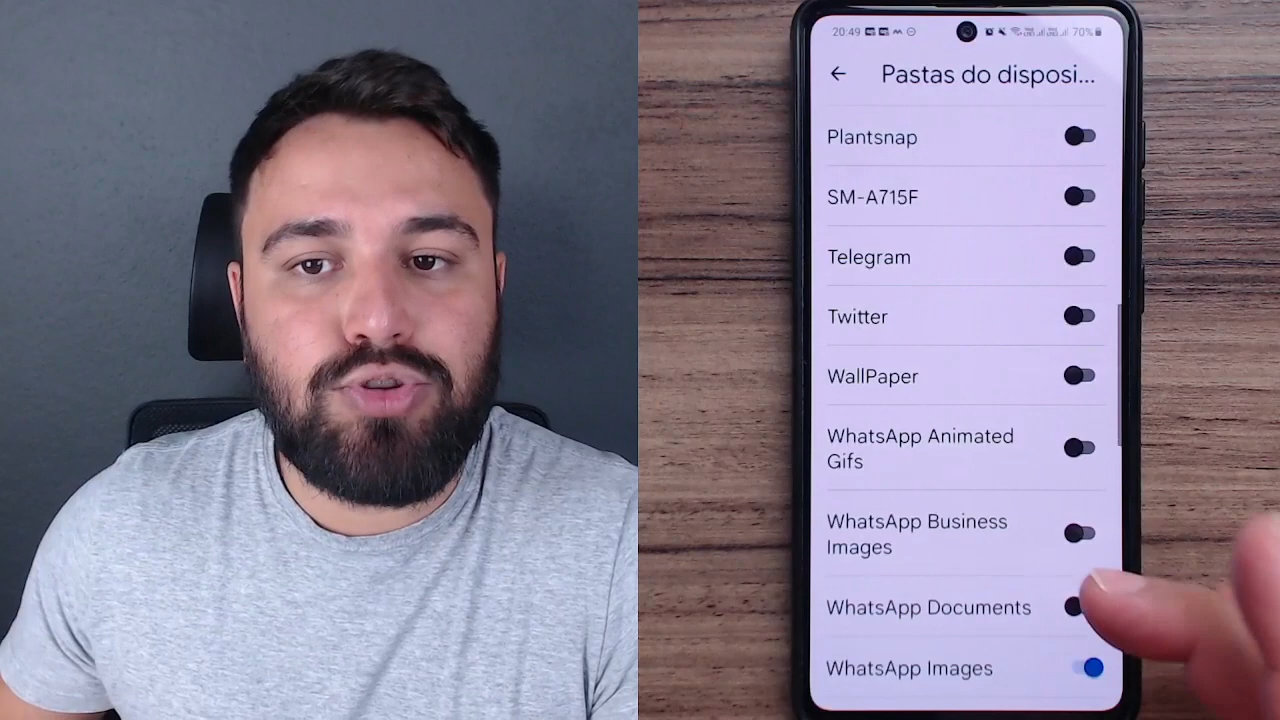 20:49
70%
Pastas do disposi...
Plantsnap
SM-A715F
Telegram
Twitter
WallPaper
WhatsApp Animated
Gifs
WhatsApp Business
Images
WhatsApp Documents
WhatsApp Images